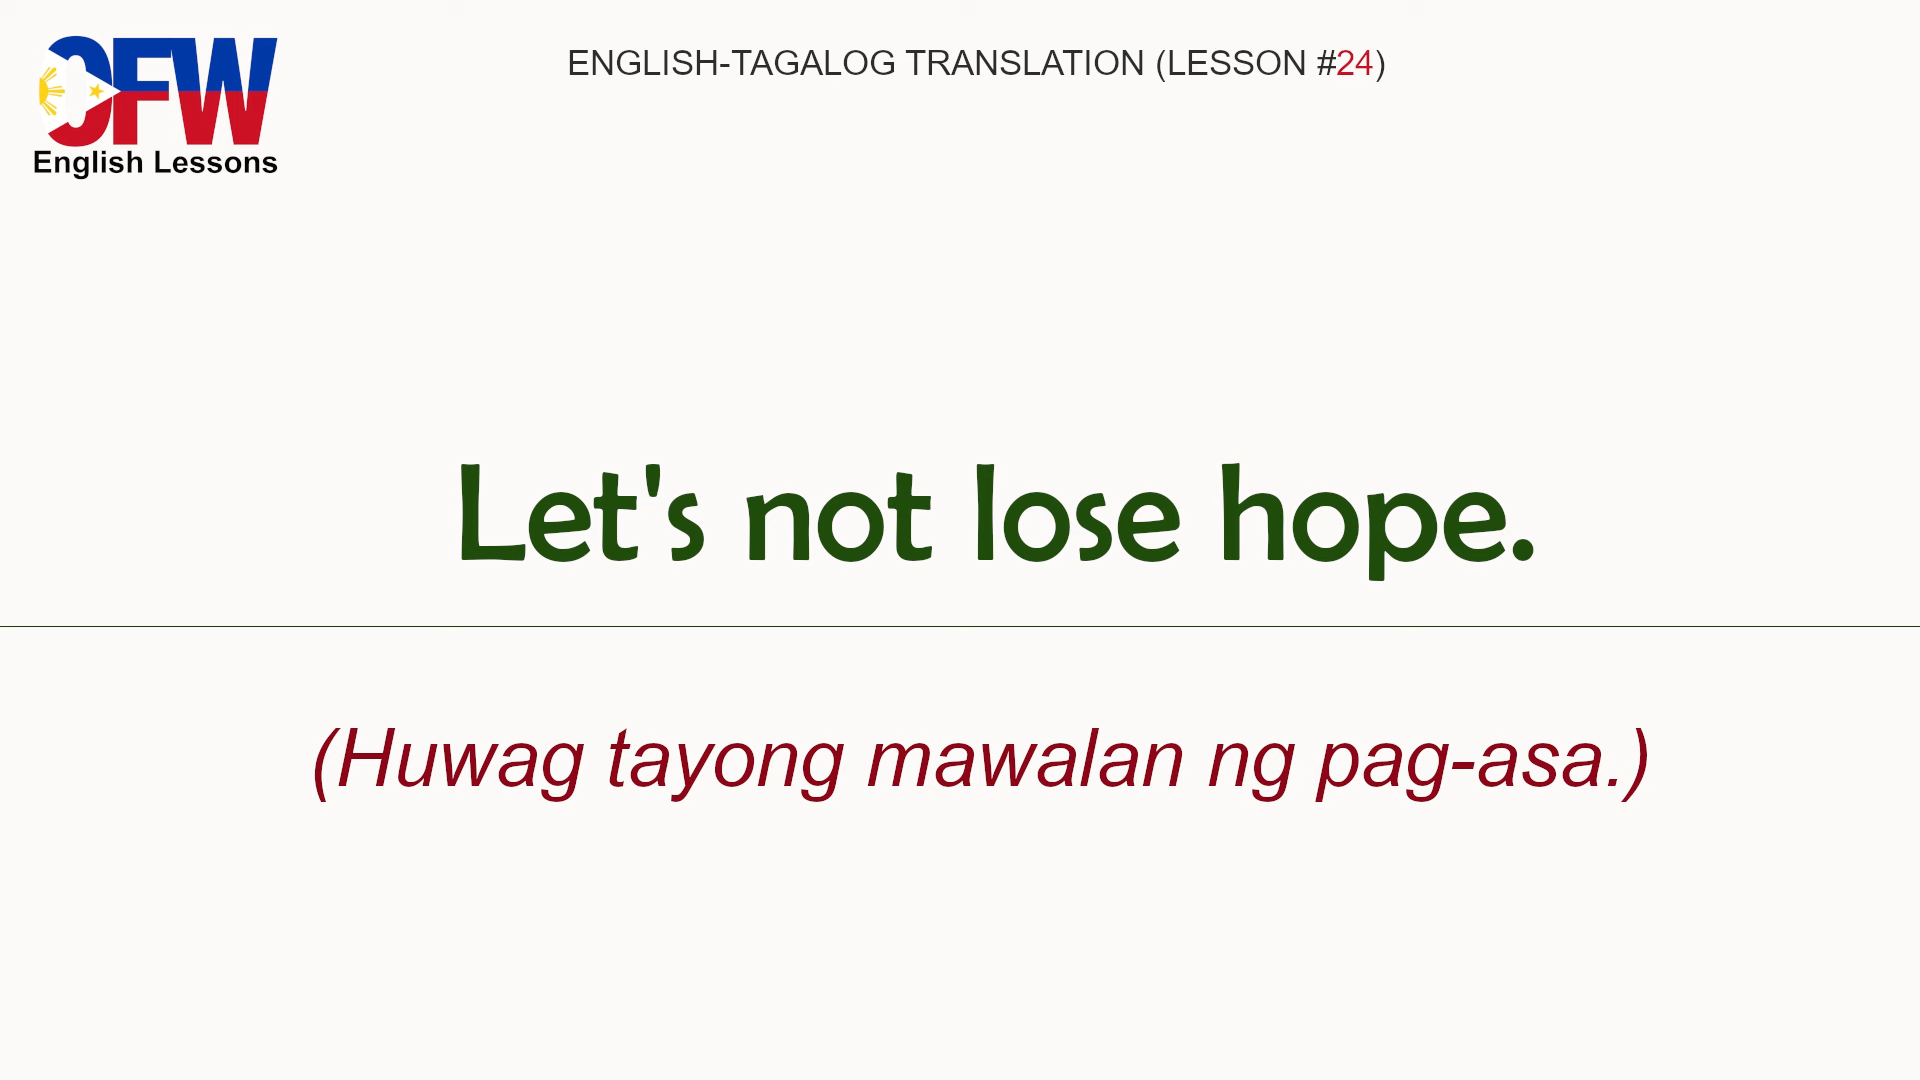 OFW
English Lessons
ENGLISH-TAGALOG TRANSLATION (LESSON #24)
Let's not lose hope.
(Huwag tayong mawalan ng pag-asa.)